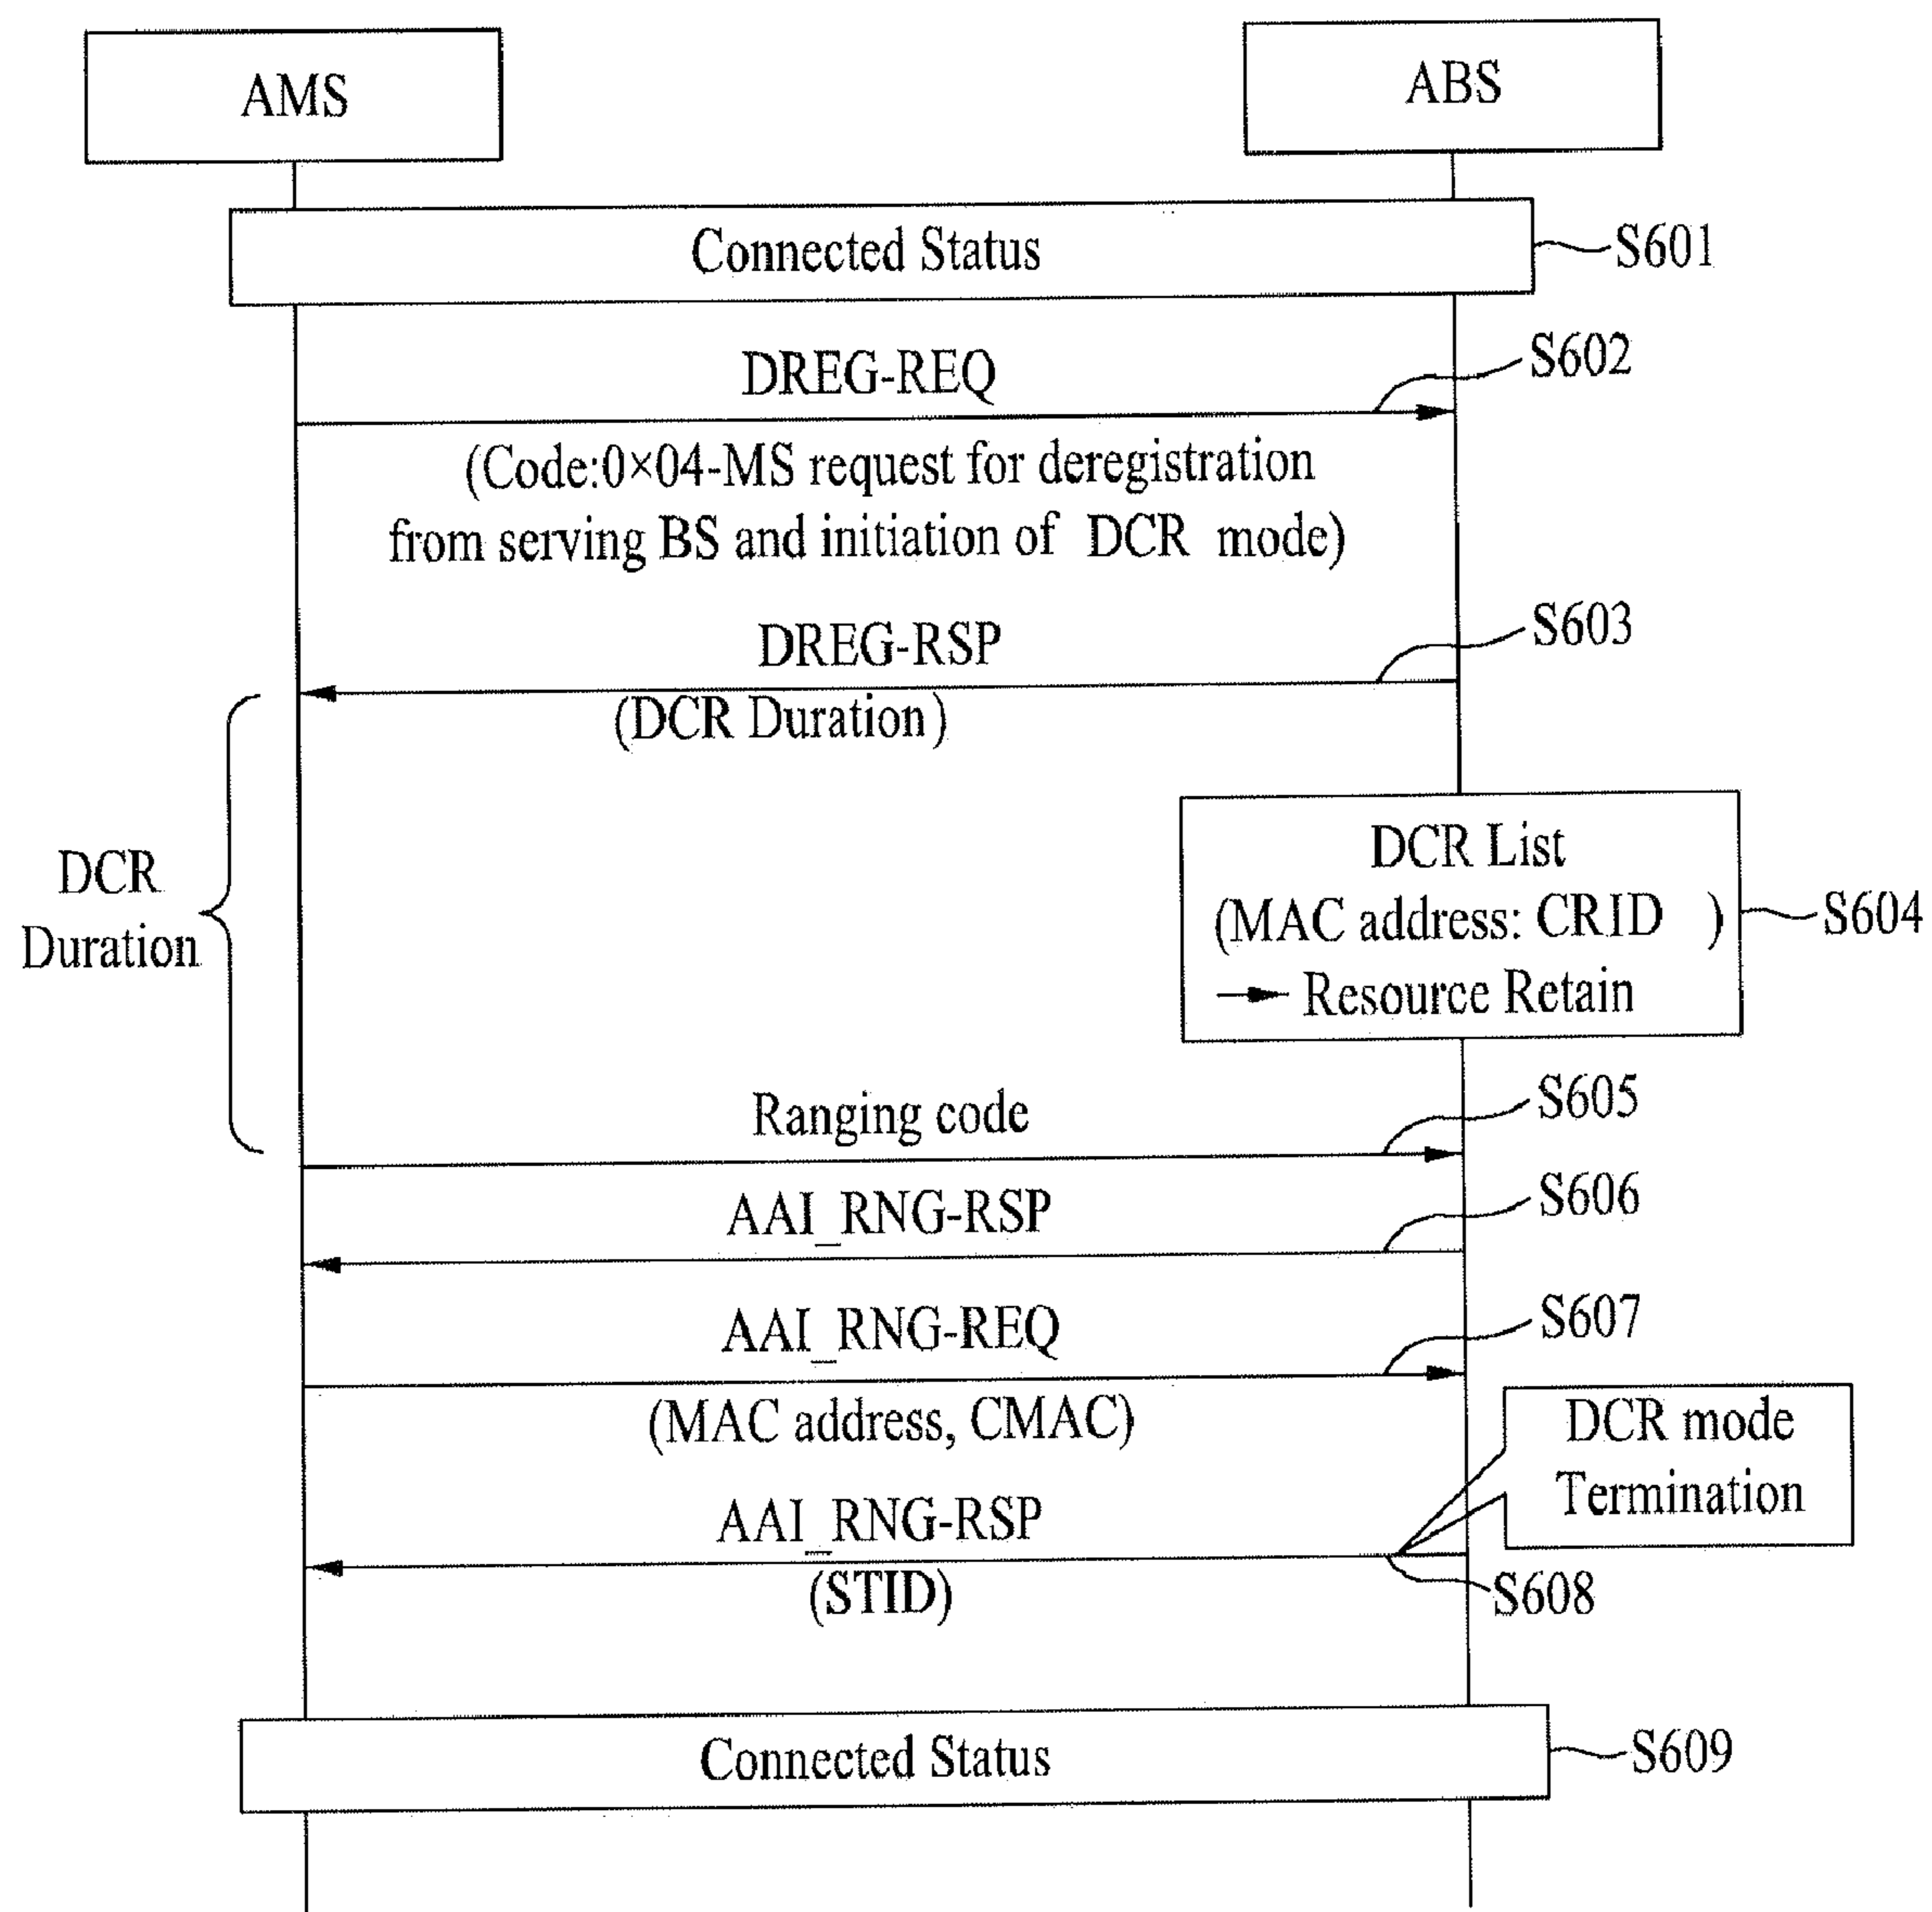 AMS
ABS
Connected Status
S601
DREG-REQ
S602
(Code:0×04-MS request for deregistration
from serving BS and initiation of DCR mode)
DREG-RSP
S603
(DCR Duration)
DCR
Duration
DCR List
(MAC address: CRID )
Resource Retain
S604
Ranging code
S605
AAI_RNG-RSP
S606
AAI_RNG-REQ
S607
(MAC address, CMAC)
DCR mode
Termination
AAI_RNG-RSP
(STID)
S608
Connected Status
S609